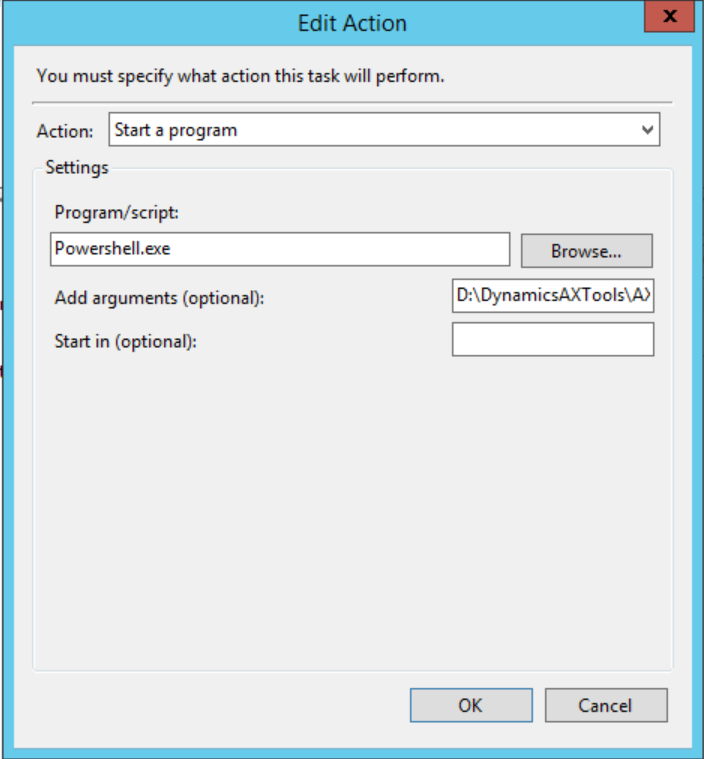 Edit Action
x
You must specify what action this task will perform.
Action: Start a program
Settings
Program/script:
Powershell.exe Browse...
Add arguments (optional): D:\DynamicsAXTools\AX
Start in (optional):
OK Cancel